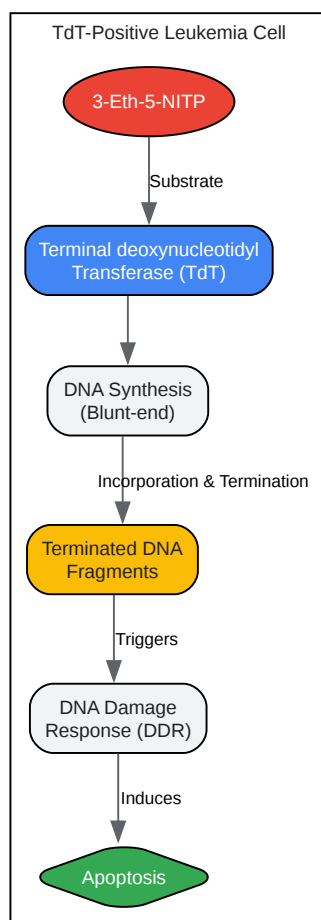 TdT-Positive Leukemia Cell
3-Eth-5-NITP
Substrate
Terminal deoxynucleotidyl
Transferase (TdT)
DNA Synthesis
(Blunt-end)
Incorporation & Termination
Terminated DNA
Fragments
Triggers
DNA Damage
Response (DDR)
Induces
Apoptosis